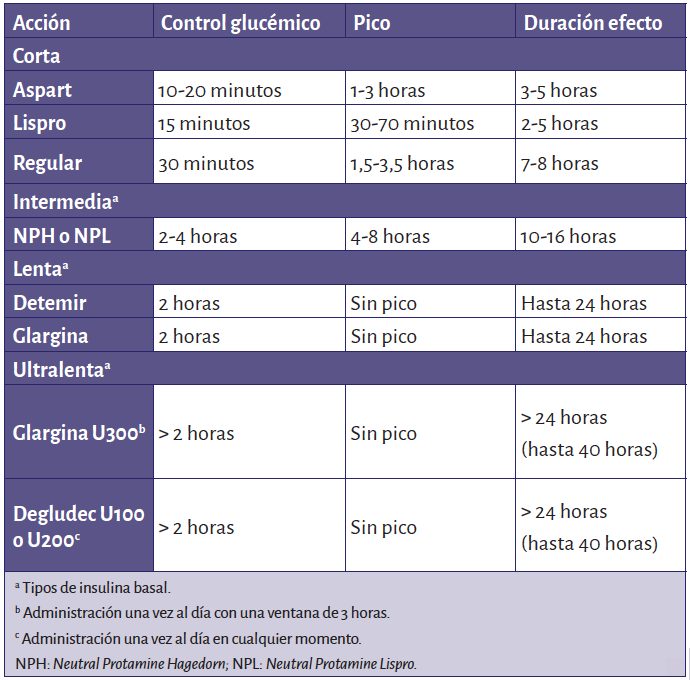 Acción Control glucémico Pico Duración efecto
Corta
Aspart 10-20 minutos 1-3 horas 3-5 horas
Lispro 15 minutos 30-70 minutos 2-5 horas
Regular 30 minutos 1,5-3,5 horas 7-8 horas
Intermediaª
NPH o NPL 2-4 horas 4-8 horas 10-16 horas
Lentaª
Detemir 2 horas Sin pico Hasta 24 horas
Glargina 2 horas Sin pico Hasta 24 horas
Ultralentaª
Glargina U300ᵇ > 2 horas Sin pico > 24 horas
(hasta 40 horas)
Degludec U100
o U200ᶜ > 2 horas Sin pico > 24 horas
(hasta 40 horas)
ª Tipos de insulina basal.
ᵇ Administración una vez al día con una ventana de 3 horas.
ᶜ Administración una vez al día en cualquier momento.
NPH: Neutral Protamine Hagedorn; NPL: Neutral Protamine Lispro.